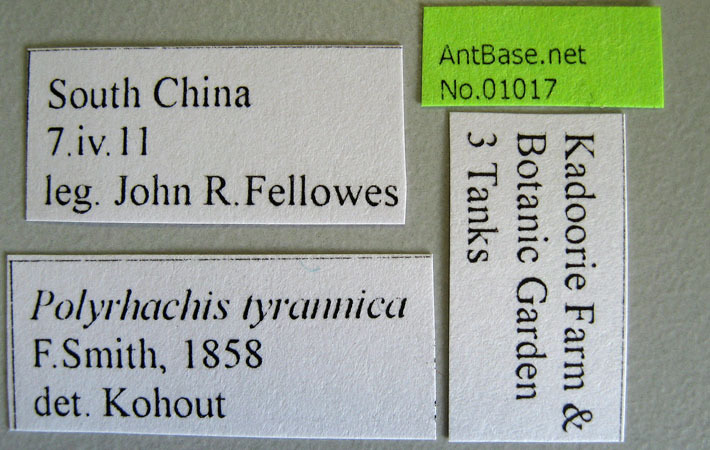 South China
7.iv.11
leg. John R.Fellowes
AntBase.net
No.01017
Kadoorie Farm &
Botanic Garden
3 Tanks
Polyrhachis tyrannica
F.Smith, 1858
det. Kohout